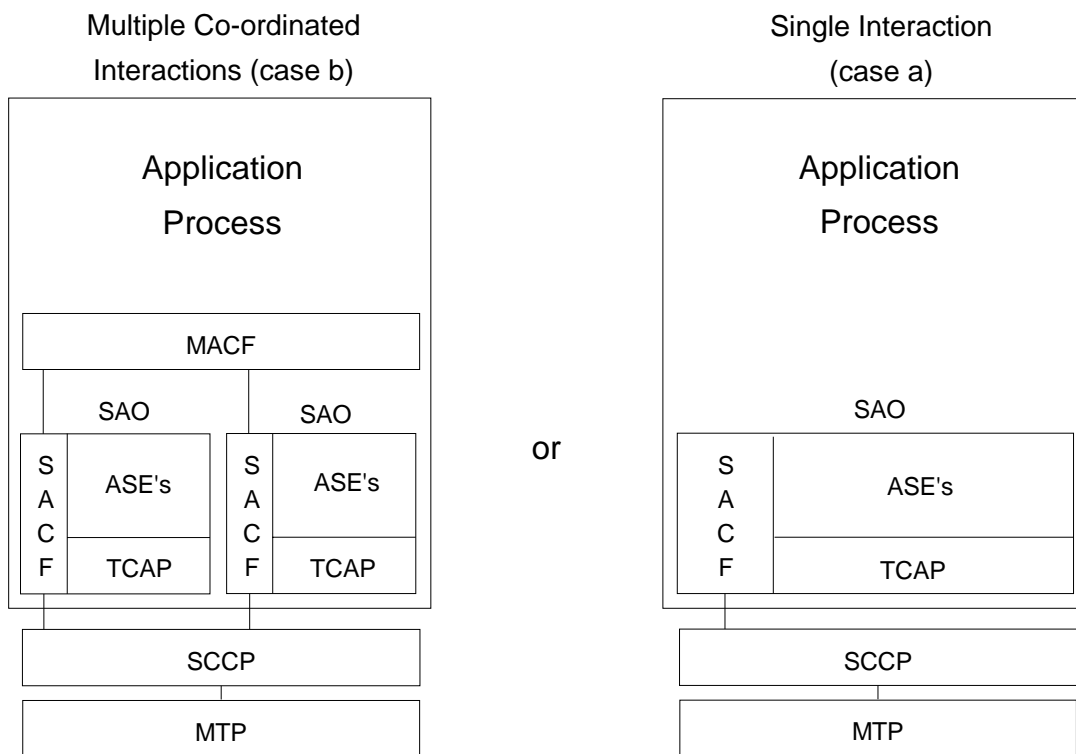 Multiple Co-ordinated
Interactions (case b)
Application
Process
MACF
SAO
SAO
S
A
C
F
ASE's
TCAP
S
A
C
F
ASE's
TCAP
SCCP
MTP
or
Single Interaction
(case a)
Application
Process
SAO
S
A
C
F
ASE's
TCAP
SCCP
MTP